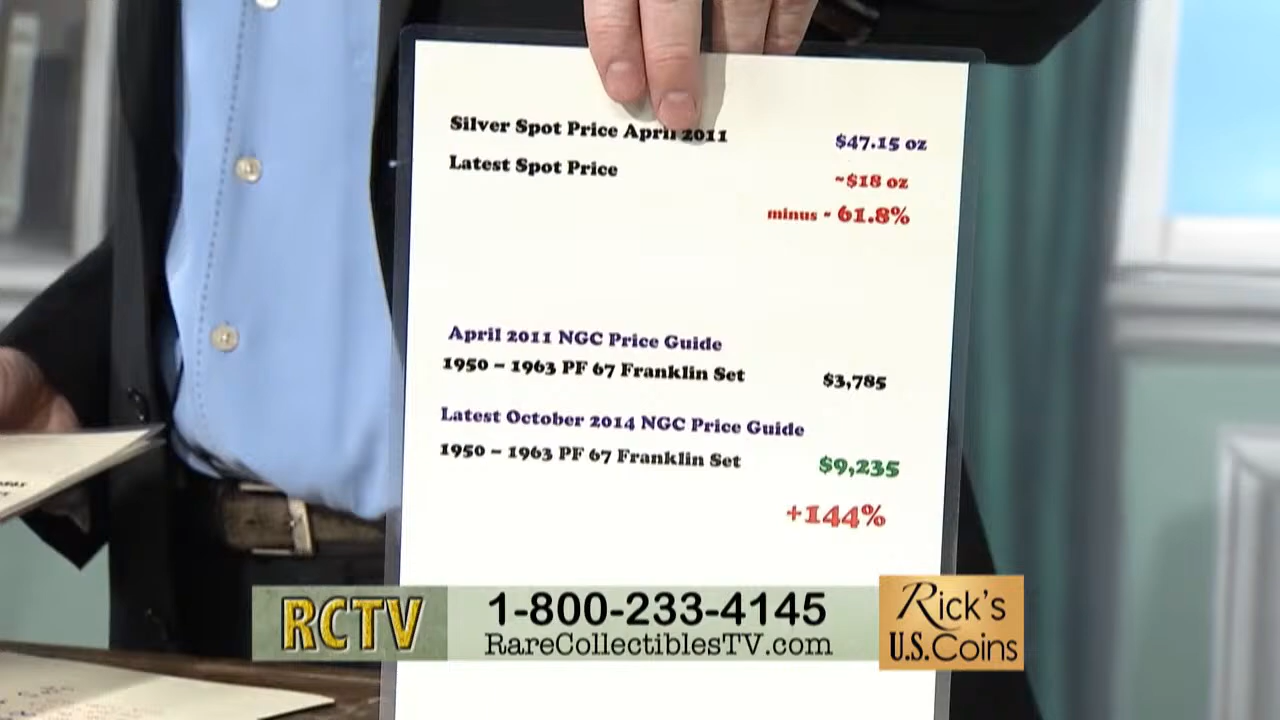 Silver Spot Price April 2011 $47.15 oz
Latest Spot Price ~$18 oz
minus - 61.8%
April 2011 NGC Price Guide
1950 – 1963 PF 67 Franklin Set $3,785
Latest October 2014 NGC Price Guide
1950 – 1963 PF 67 Franklin Set $9,235
+144%
RCTV
1-800-233-4145
RareCollectiblesTV.com
Rick's
U.S. Coins